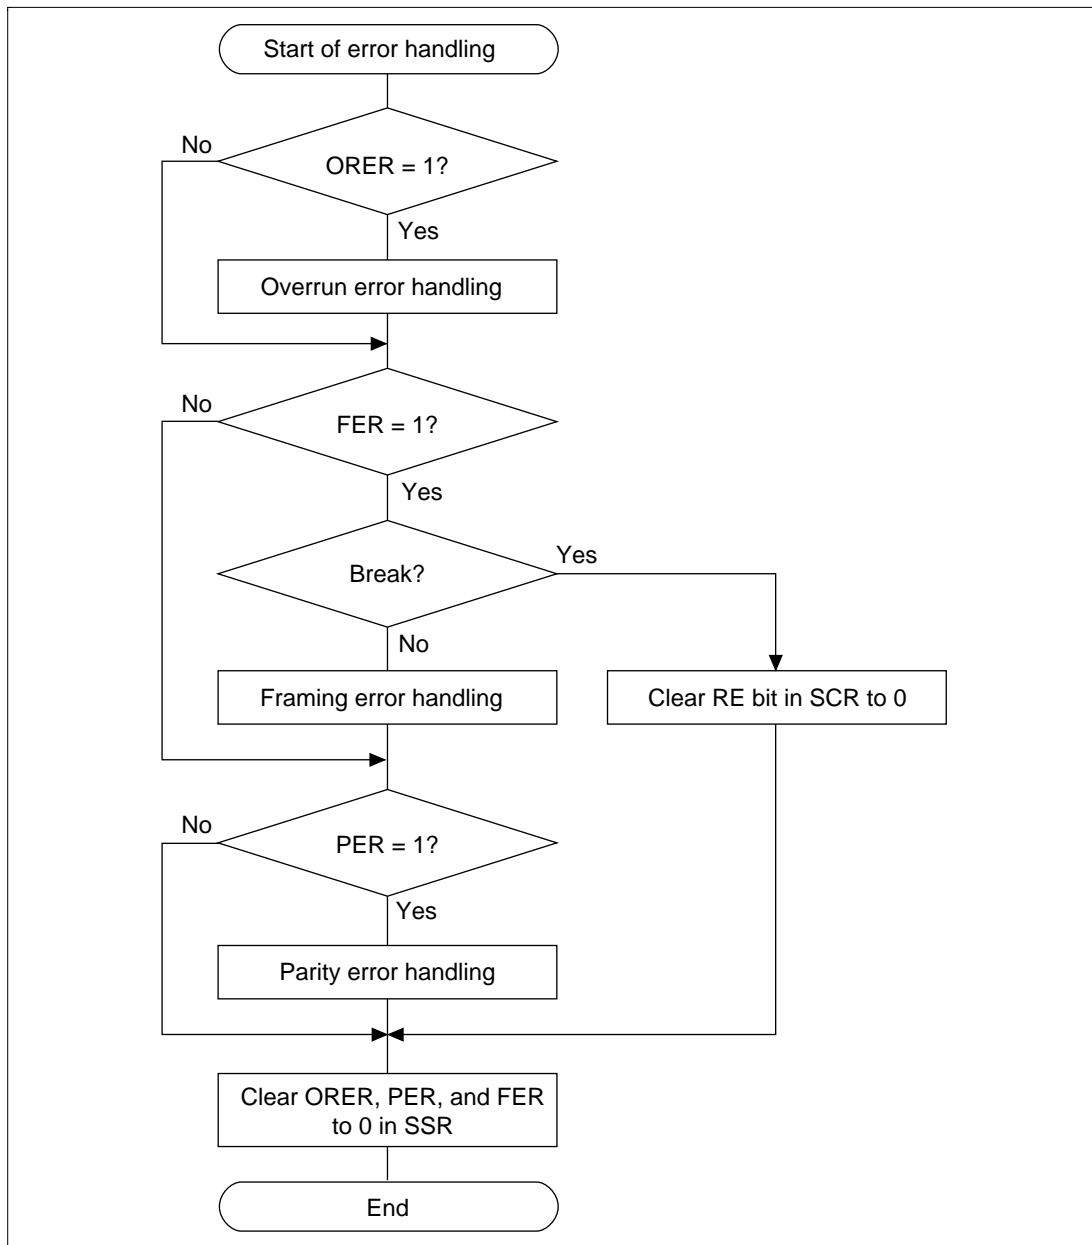 Start of error handling
No
ORER = 1?
Yes
Overrun error handling
No
FER = 1?
Yes
Break?
Yes
No
Framing error handling
Clear RE bit in SCR to 0
No
PER = 1?
Yes
Parity error handling
Clear ORER, PER, and FER
to 0 in SSR
End